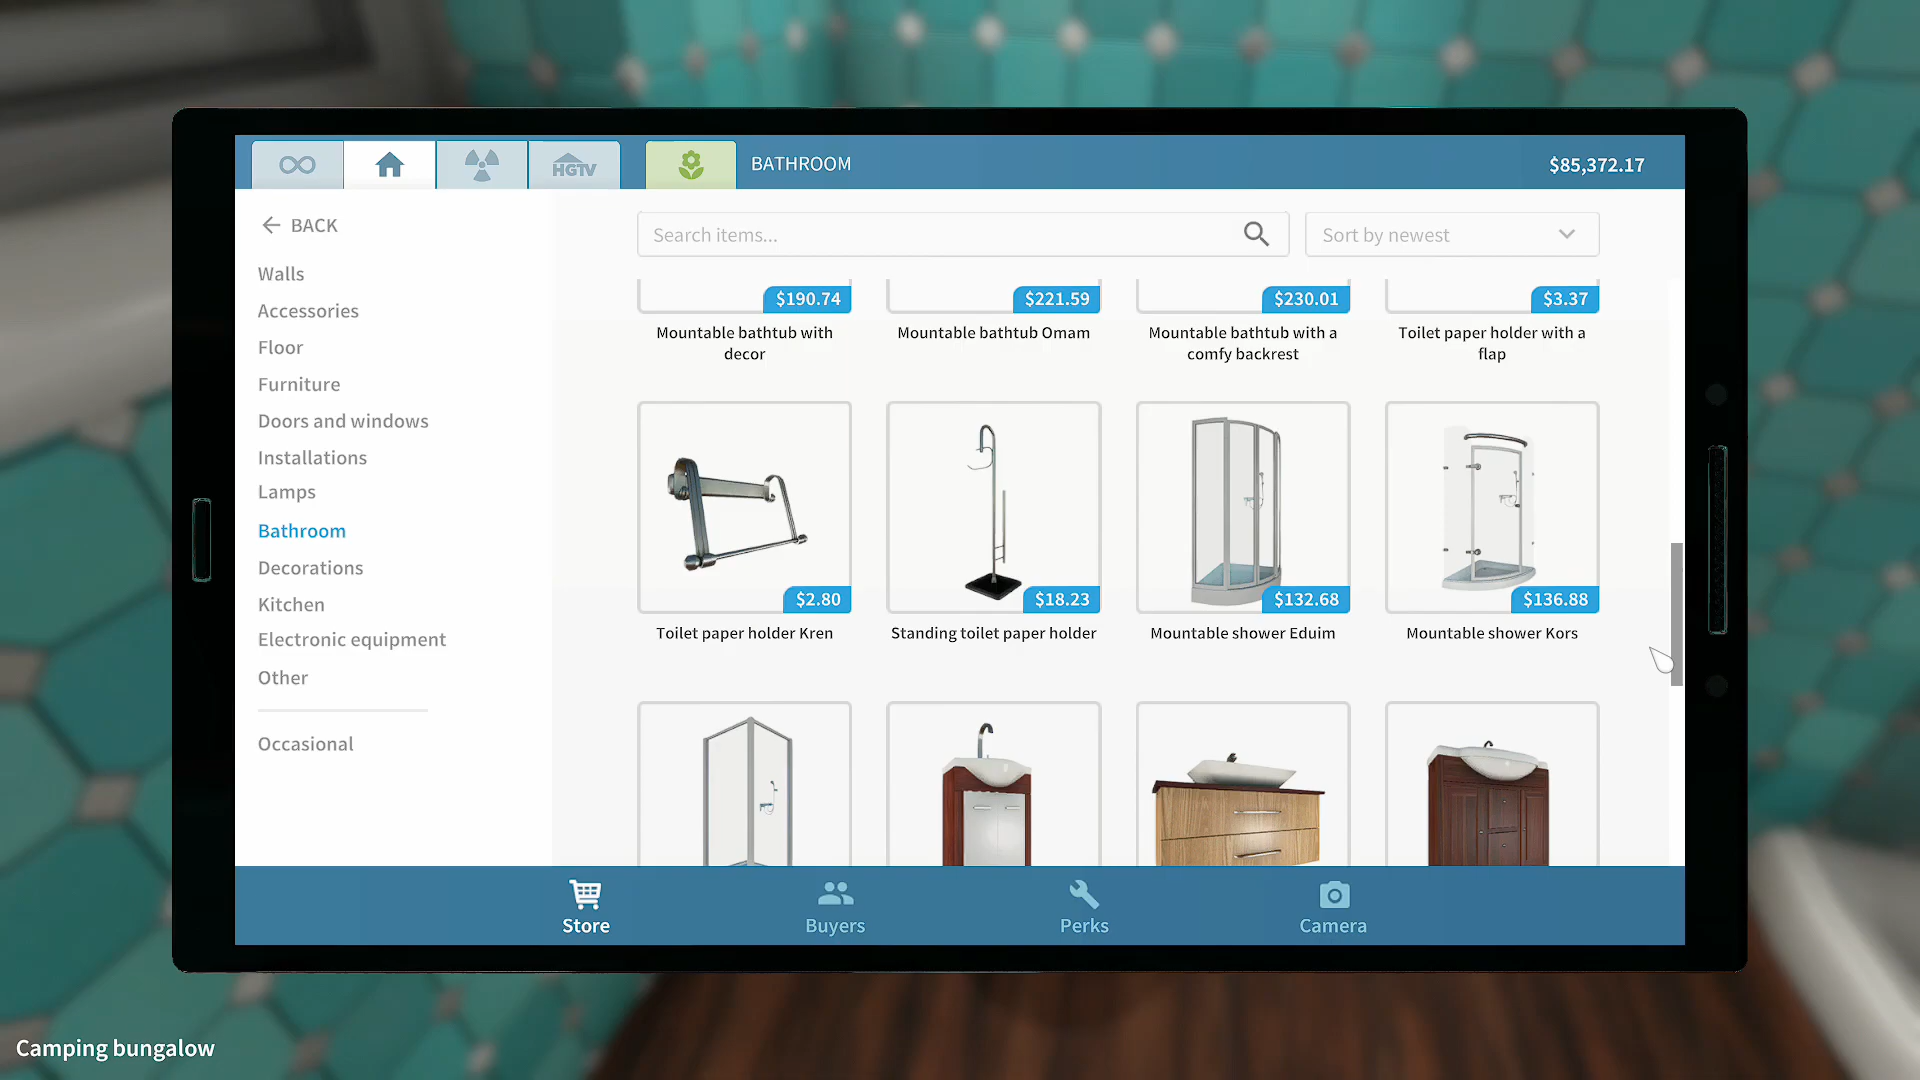 HGTV
BATHROOM
$85,372.17
BACK
Search items...
Sort by newest
Walls
Accessories
Floor
Furniture
Doors and windows
Installations
Lamps
Bathroom
Decorations
Kitchen
Electronic equipment
Other
Occasional
$190.74
$221.59
$230.01
$3.37
Mountable bathtub with
decor
Mountable bathtub Omam
Mountable bathtub with a
comfy backrest
Toilet paper holder with a
flap
$2.80
$18.23
$132.68
$136.88
Toilet paper holder Kren
Standing toilet paper holder
Mountable shower Eduim
Mountable shower Kors
Store
Buyers
Perks
Camera
Camping bungalow